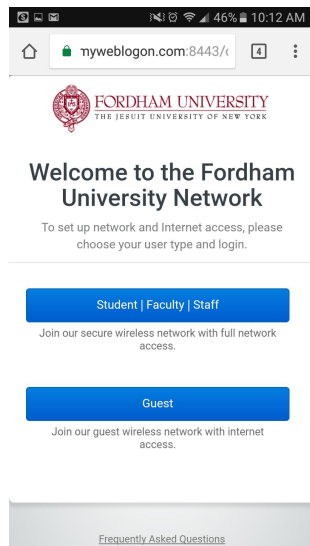 46% 10:12 AM
myweblogon.com:8443/
4
FORDHAM UNIVERSITY
THE JESUIT UNIVERSITY OF NEW YORK
Welcome to the Fordham
University Network
To set up network and Internet access, please
choose your user type and login.
Student | Faculty | Staff
Join our secure wireless network with full network
access.
Guest
Join our guest wireless network with internet
access.
Frequently Asked Questions